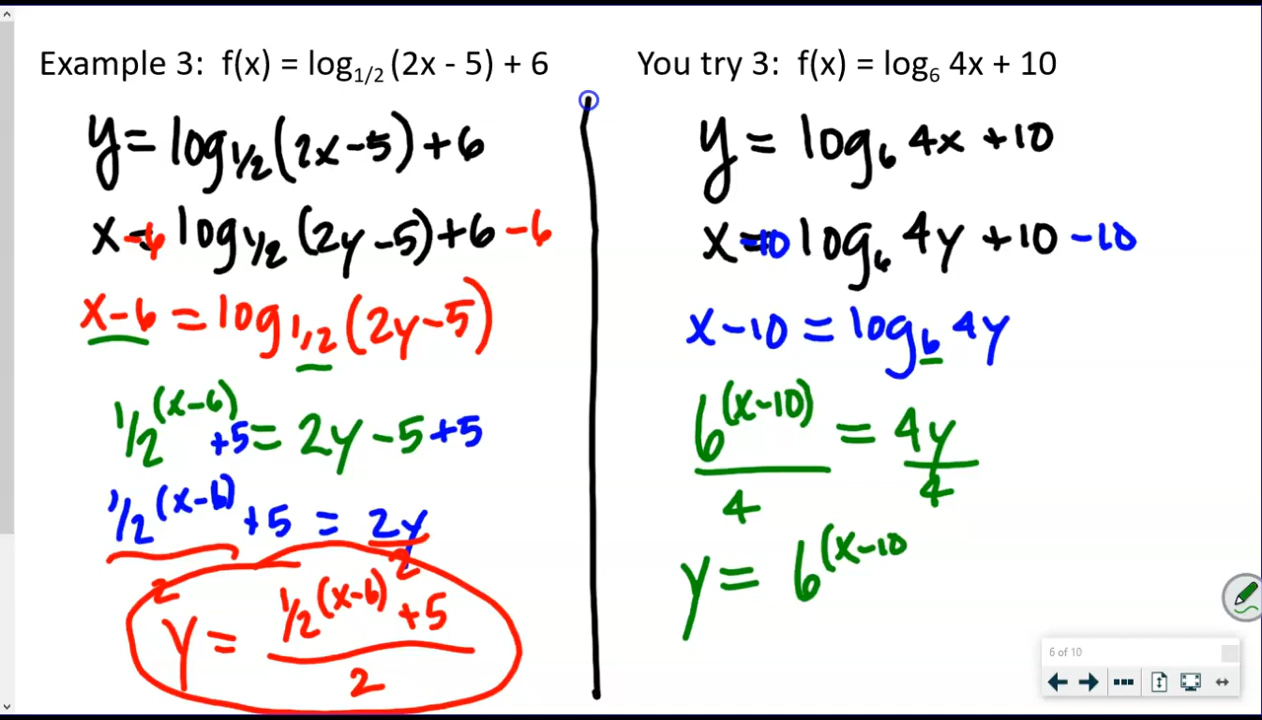 Example 3: f(x) = log₁/₂ (2x - 5) + 6
y = log₁/₂(2x-5)+6
x-6 = log₁/₂(2y-5)+6-6
x-6 = log₁/₂(2y-5)
1/2^(x-6) +5 = 2y-5+5
1/2^(x-6) +5 = 2y
2 2
y = 1/2^(x-6) +5
2
You try 3: f(x) = log₆ 4x + 10
y = log₆ 4x +10
x-10 = log₆ 4y +10-10
x-10 = log₆ 4y
6^(x-10) = 4y
4 4
y = 6^(x-10
6 of 10